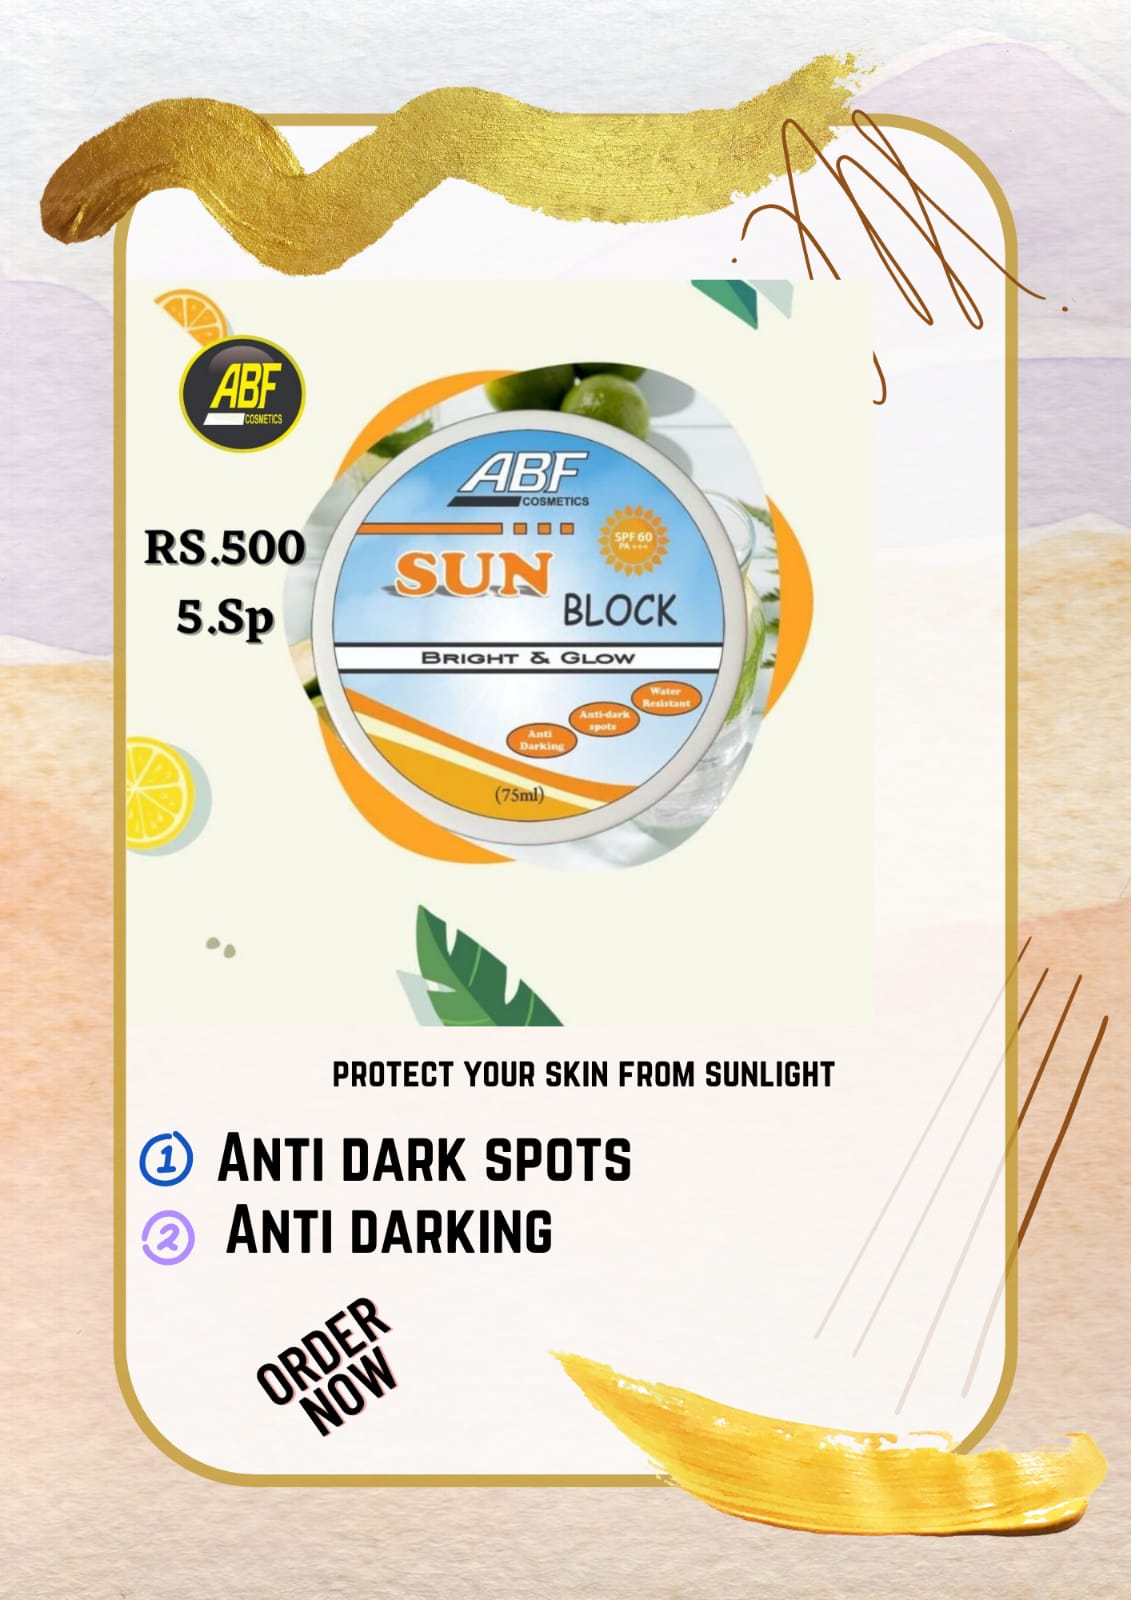 ABF
COSMETICS
RS.500
5.Sp
ABF
COSMETICS
SPF 60
PA +++
SUN
BLOCK
BRIGHT & GLOW
Water
Resistant
Anti-dark
spots
Anti
Darking
(75ml)
PROTECT YOUR SKIN FROM SUNLIGHT
1 ANTI DARK SPOTS
2 ANTI DARKING
ORDER
NOW